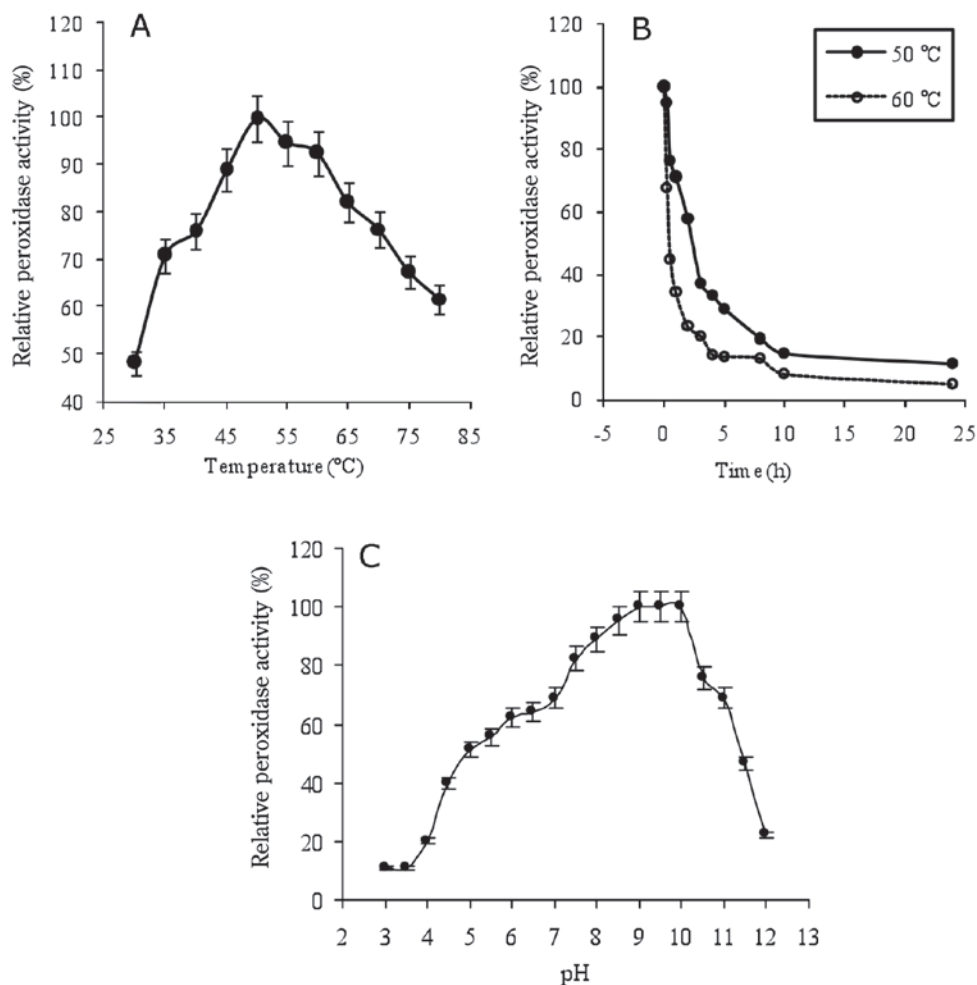 A
Relative peroxidase activity (%)
120
110
100
90
80
70
60
50
40
25 35 45 55 65 75 85
Temperature (°C)
B
50 °C
60 °C
Relative peroxidase activity (%)
120
100
80
60
40
20
0
-5 0 5 10 15 20 25
Time (h)
C
Relative peroxidase activity (%)
120
100
80
60
40
20
0
2 3 4 5 6 7 8 9 10 11 12 13
pH